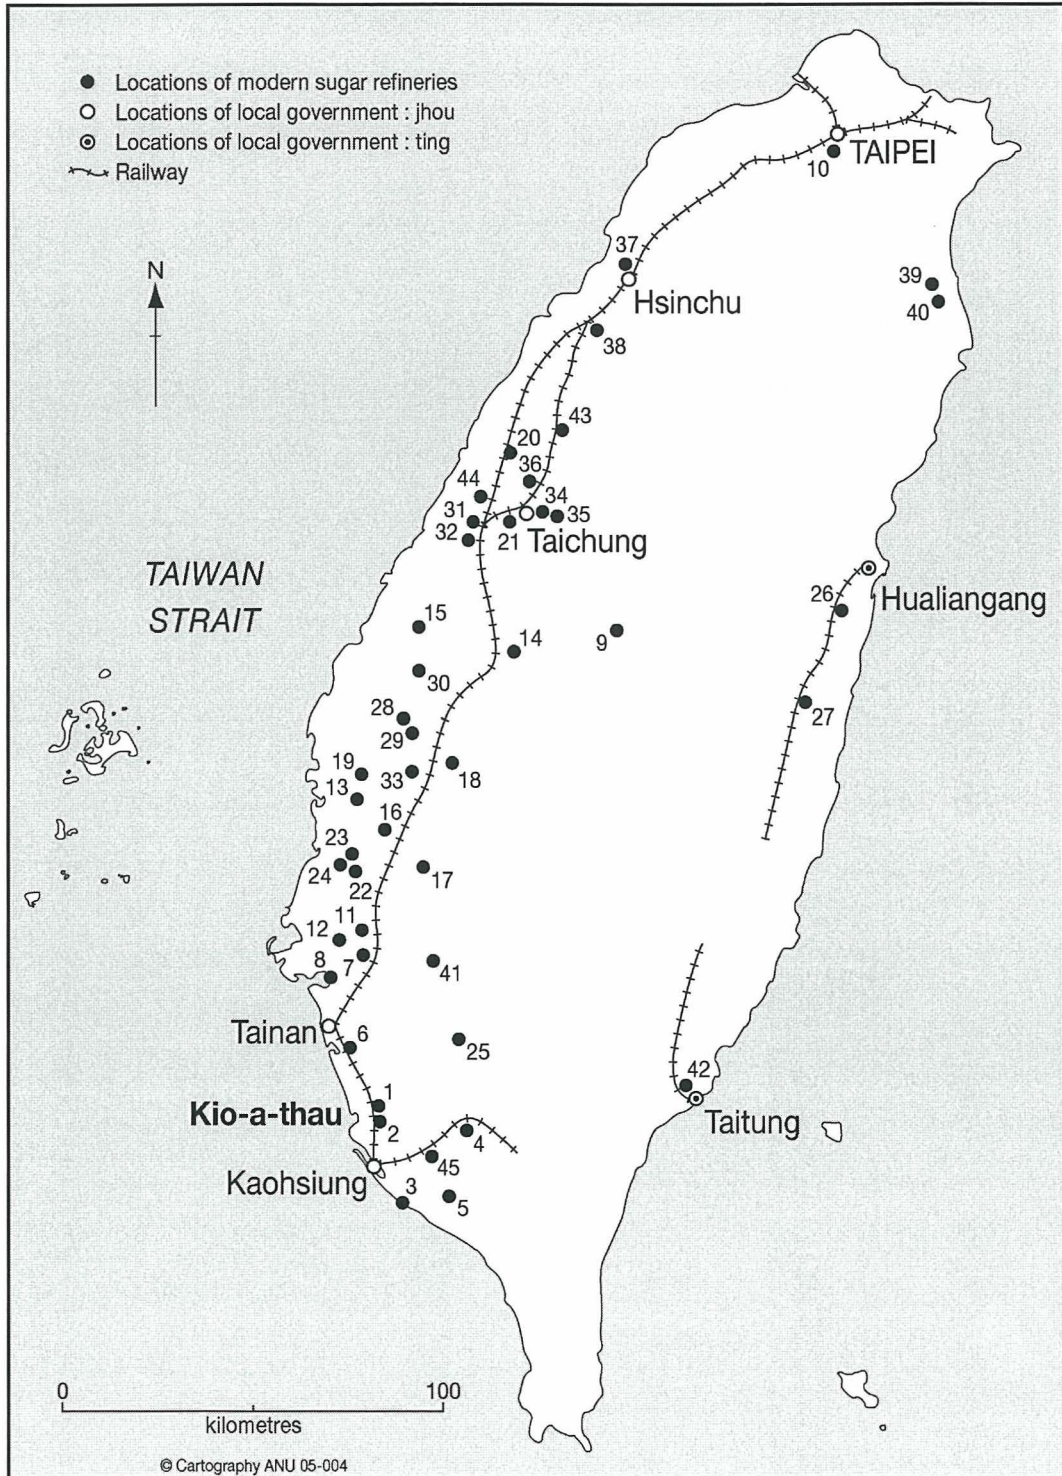 Locations of modern sugar refineries
Locations of local government : jhou
Locations of local government : ting
Railway
TAIPEI
10
N
37
Hsinchu
39
40
38
43
20
36
44
34
31
35
32
21
Taichung
TAIWAN
STRAIT
Hualiangang
26
15
14
9
30
27
28
29
19
33
18
13
16
23
24
22
17
11
12
8
7
41
Tainan
6
25
1
42
Kio-a-thau
2
Taitung
4
45
Kaohsiung
3
5
0
100
kilometres
© Cartography ANU 05-004